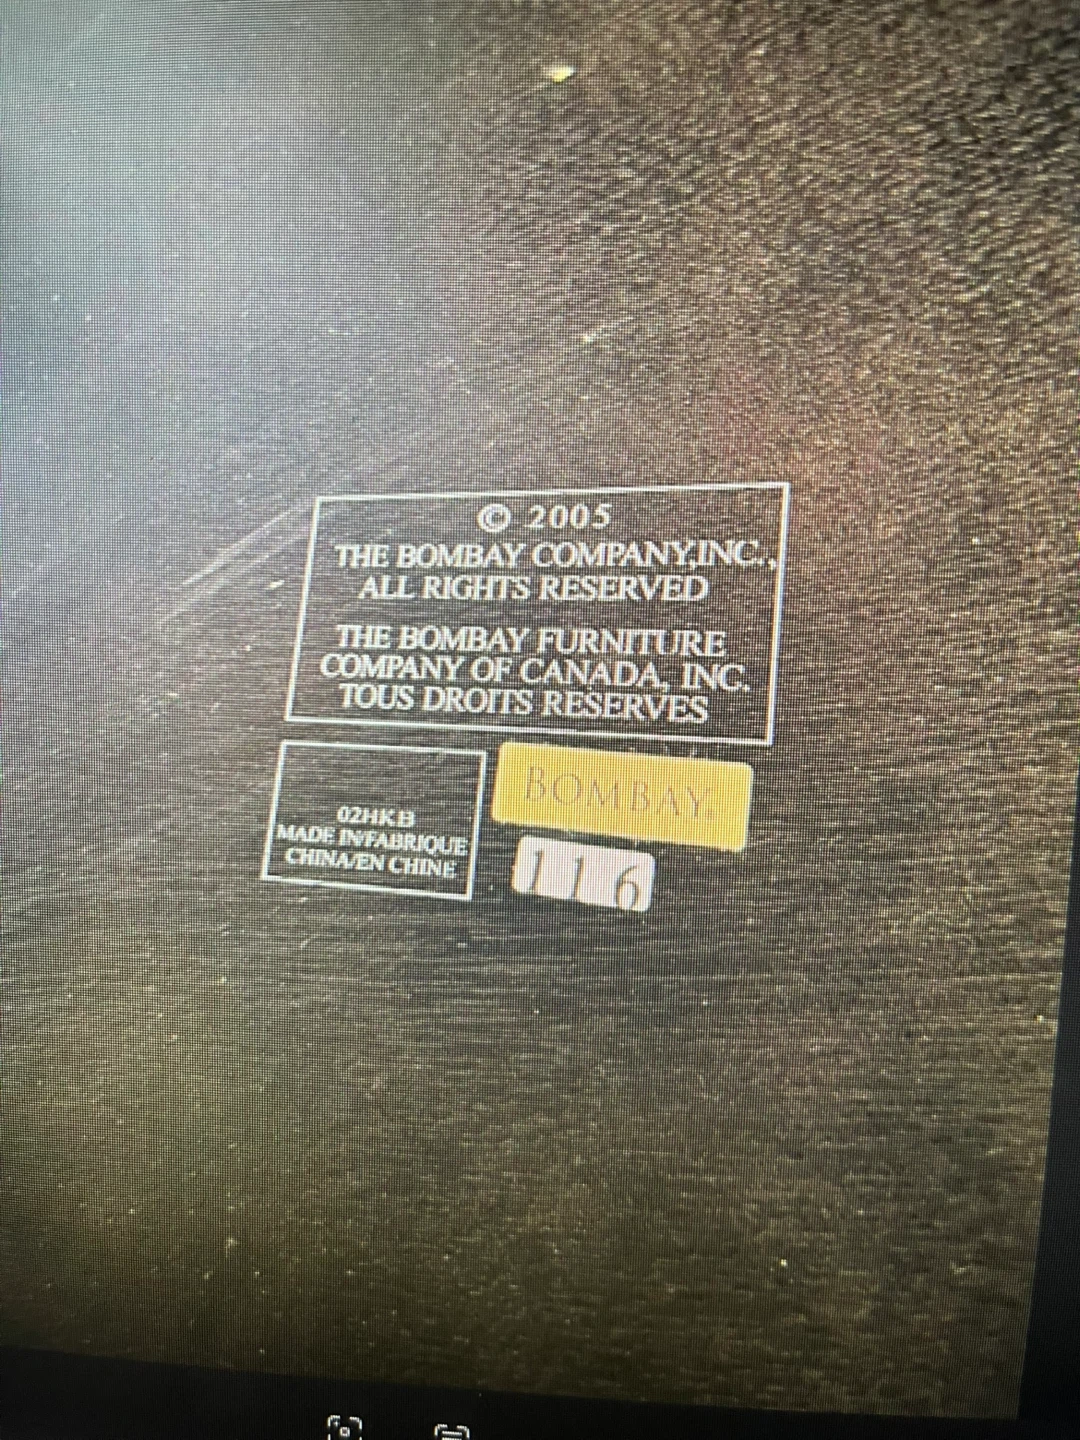 © 2005
THE BOMBAY COMPANY,INC.,
ALL RIGHTS RESERVED
THE BOMBAY FURNITURE
COMPANY OF CANADA, INC.
TOUS DROITS RESERVES
02HKB
MADE IN/FABRIQUE
CHINA/EN CHINE
BOMBAY
116